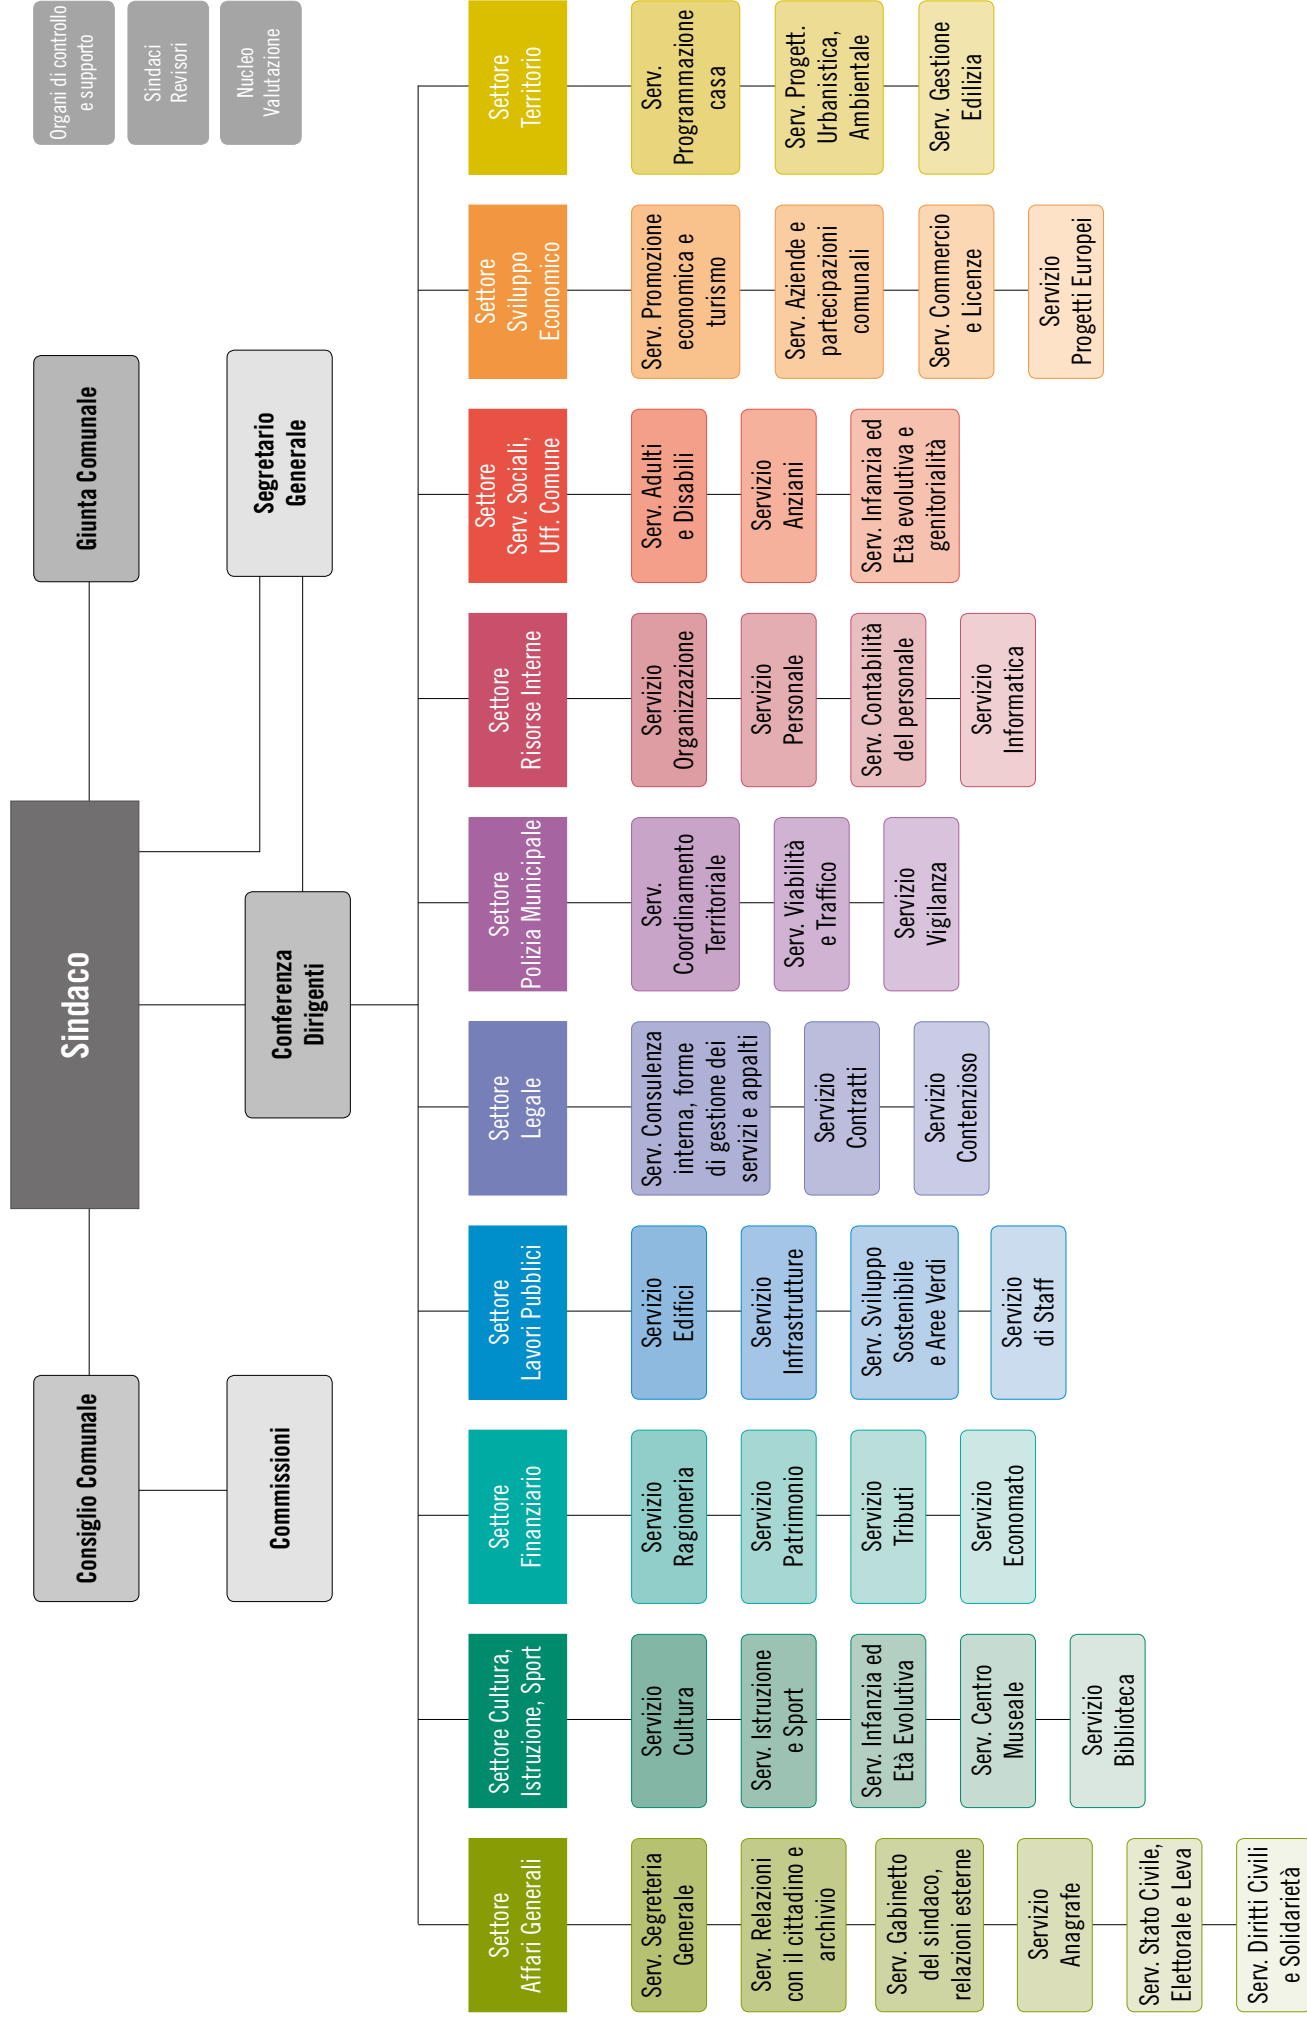 Sindaco
Consiglio Comunale
Giunta Comunale
Organi di controllo
e supporto
Sindaci
Revisori
Nucleo
Valutazione
Commissioni
Conferenza
Dirigenti
Segretario
Generale
Settore
Affari Generali
Serv. Segreteria
Generale
Serv. Relazioni
con il cittadino e
archivio
Serv. Gabinetto
del sindaco,
relazioni esterne
Servizio
Anagrafe
Serv. Stato Civile,
Elettorale e Leva
Serv. Diritti Civili
e Solidarietà
Settore Cultura,
Istruzione, Sport
Servizio
Cultura
Serv. Istruzione
e Sport
Serv. Infanzia ed
Età Evolutiva
Serv. Centro
Museale
Servizio
Biblioteca
Settore
Finanziario
Servizio
Ragioneria
Servizio
Patrimonio
Servizio
Tributi
Servizio
Economato
Settore
Lavori Pubblici
Servizio
Edifici
Servizio
Infrastrutture
Serv. Sviluppo
Sostenibile
e Aree Verdi
Servizio
di Staff
Settore
Legale
Serv. Consulenza
interna, forme
di gestione dei
servizi e appalti
Servizio
Contratti
Servizio
Contenzioso
Settore
Polizia Municipale
Serv.
Coordinamento
Territoriale
Serv. Viabilità
e Traffico
Servizio
Vigilanza
Settore
Risorse Interne
Servizio
Organizzazione
Servizio
Personale
Serv. Contabilità
del personale
Servizio
Informatica
Settore
Serv. Sociali,
Uff. Comune
Serv. Adulti
e Disabili
Servizio
Anziani
Serv. Infanzia ed
Età evolutiva e
genitorialità
Settore
Sviluppo
Economico
Serv. Promozione
economica e
turismo
Serv. Aziende e
partecipazioni
comunali
Serv. Commercio
e Licenze
Servizio
Progetti Europei
Settore
Territorio
Serv.
Programmazione
casa
Serv. Progett.
Urbanistica,
Ambientale
Serv. Gestione
Edilizia